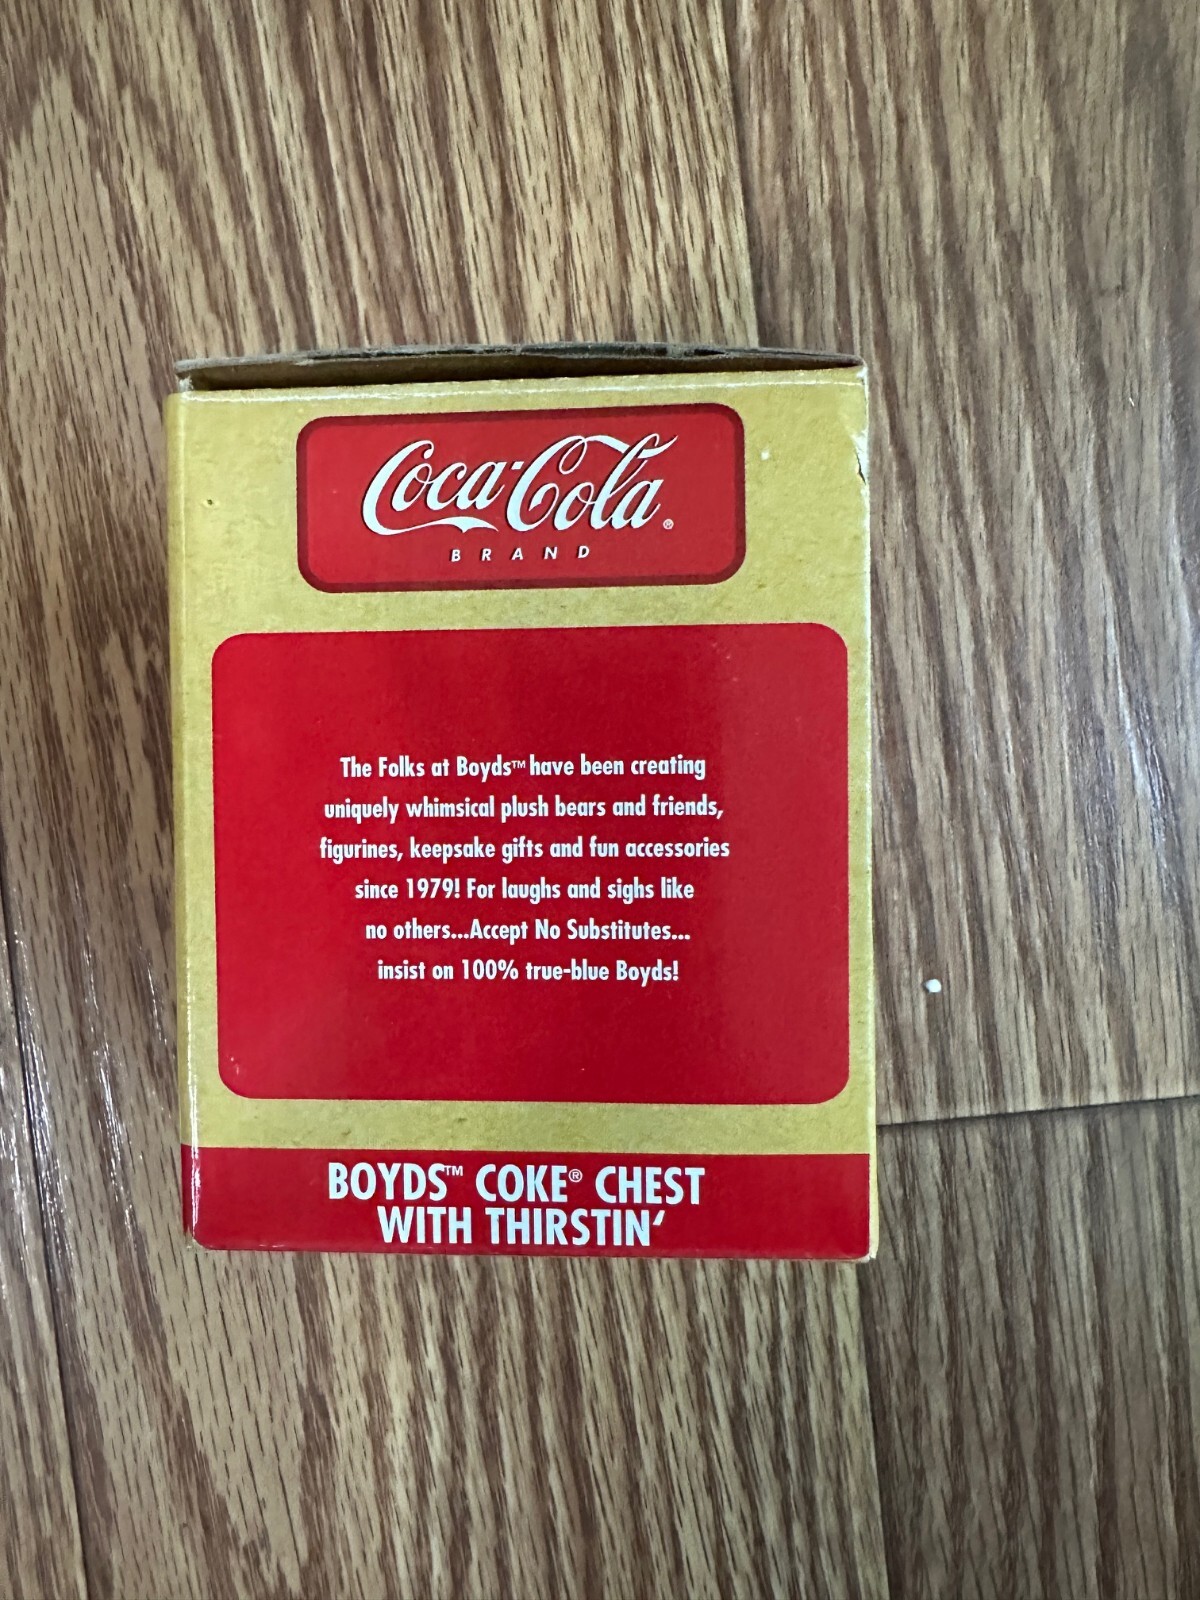 Coca-Cola®
BRAND
The Folks at Boyds™ have been creating
uniquely whimsical plush bears and friends,
figurines, keepsake gifts and fun accessories
since 1979! For laughs and sighs like
no others...Accept No Substitutes...
insist on 100% true-blue Boyds!
BOYDS™ COKE® CHEST
WITH THIRSTIN'